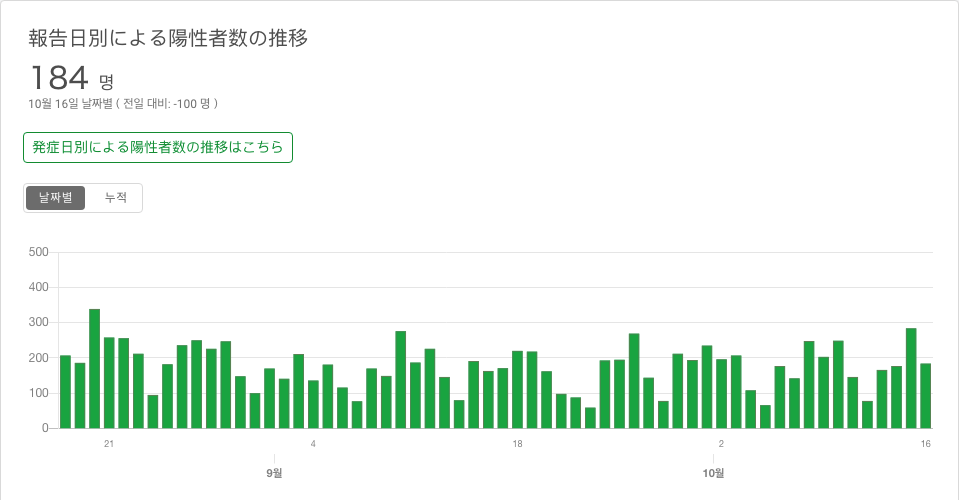 報告日別による陽性者数の推移
184 명
10월 16일 날짜별 ( 전일 대비: -100 명 )
発症日別による陽性者数の推移はこちら
날짜별 누적
500
400
300
200
100
0
21 4 18 2 16
9월 10월